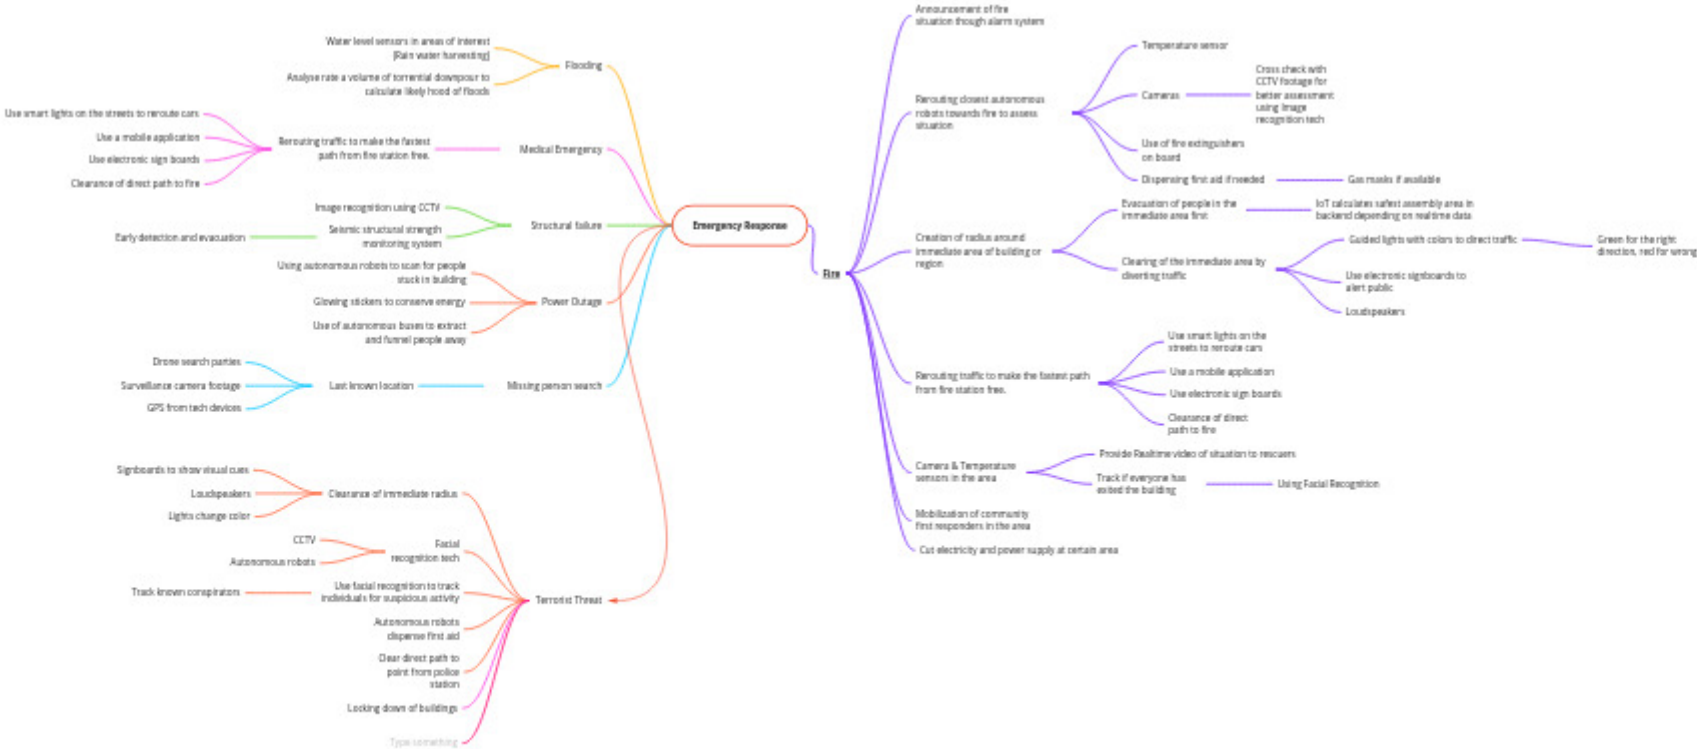 Water level sensors in areas of interest
[Rain water harvesting]
Flooding
Analyse rate a volume of torrential downpour to
calculate likely hood of floods
Use smart lights on the streets to reroute cars
Use a mobile application
Use electronic sign boards
Clearance of direct path to fire
Rerouting traffic to make the fastest
path from fire station free.
Medical Emergency
Image recognition using CCTV
Seismic structural strength
monitoring system
Early detection and evacuation
Structural failure
Using autonomous robots to scan for people
stuck in building
Glowing stickers to conserve energy
Use of autonomous buses to extract
and funnel people away
Power Outage
Drone search parties
Surveillance camera footage
GPS from tech devices
Last known location
Missing person search
Signboards to show visual cues
Loudspeakers
Lights change color
Clearance of immediate radius
CCTV
Autonomous robots
Facial
recognition tech
Track known conspirators
Use facial recognition to track
individuals for suspicious activity
Autonomous robots
dispense first aid
Clear direct path to
point from police
station
Locking down of buildings
Type something
Terrorist Threat
Emergency Response
Fire
Announcement of fire
situation though alarm system
Rerouting closest autonomous
robots towards fire to assess
situation
Temperature sensor
Cameras
Cross check with
CCTV footage for
better assessment
using Image
recognition tech
Use of fire extinguishers
on board
Dispensing first aid if needed
Gas masks if available
Creation of radius around
immediate area of building or
region
Evacuation of people in the
immediate area first
IoT calculates safest assembly area in
backend depending on realtime data
Clearing of the immediate area by
diverting traffic
Guided lights with colors to direct traffic
Green for the right
direction, red for wrong
Use electronic signboards to
alert public
Loudspeakers
Rerouting traffic to make the fastest path
from fire station free.
Use smart lights on the
streets to reroute cars
Use a mobile application
Use electronic sign boards
Clearance of direct
path to fire
Camera & Temperature
sensors in the area
Provide Realtime video of situation to rescuers
Track if everyone has
exited the building
Using Facial Recognition
Mobilization of community
first responders in the area
Cut electricity and power supply at certain area